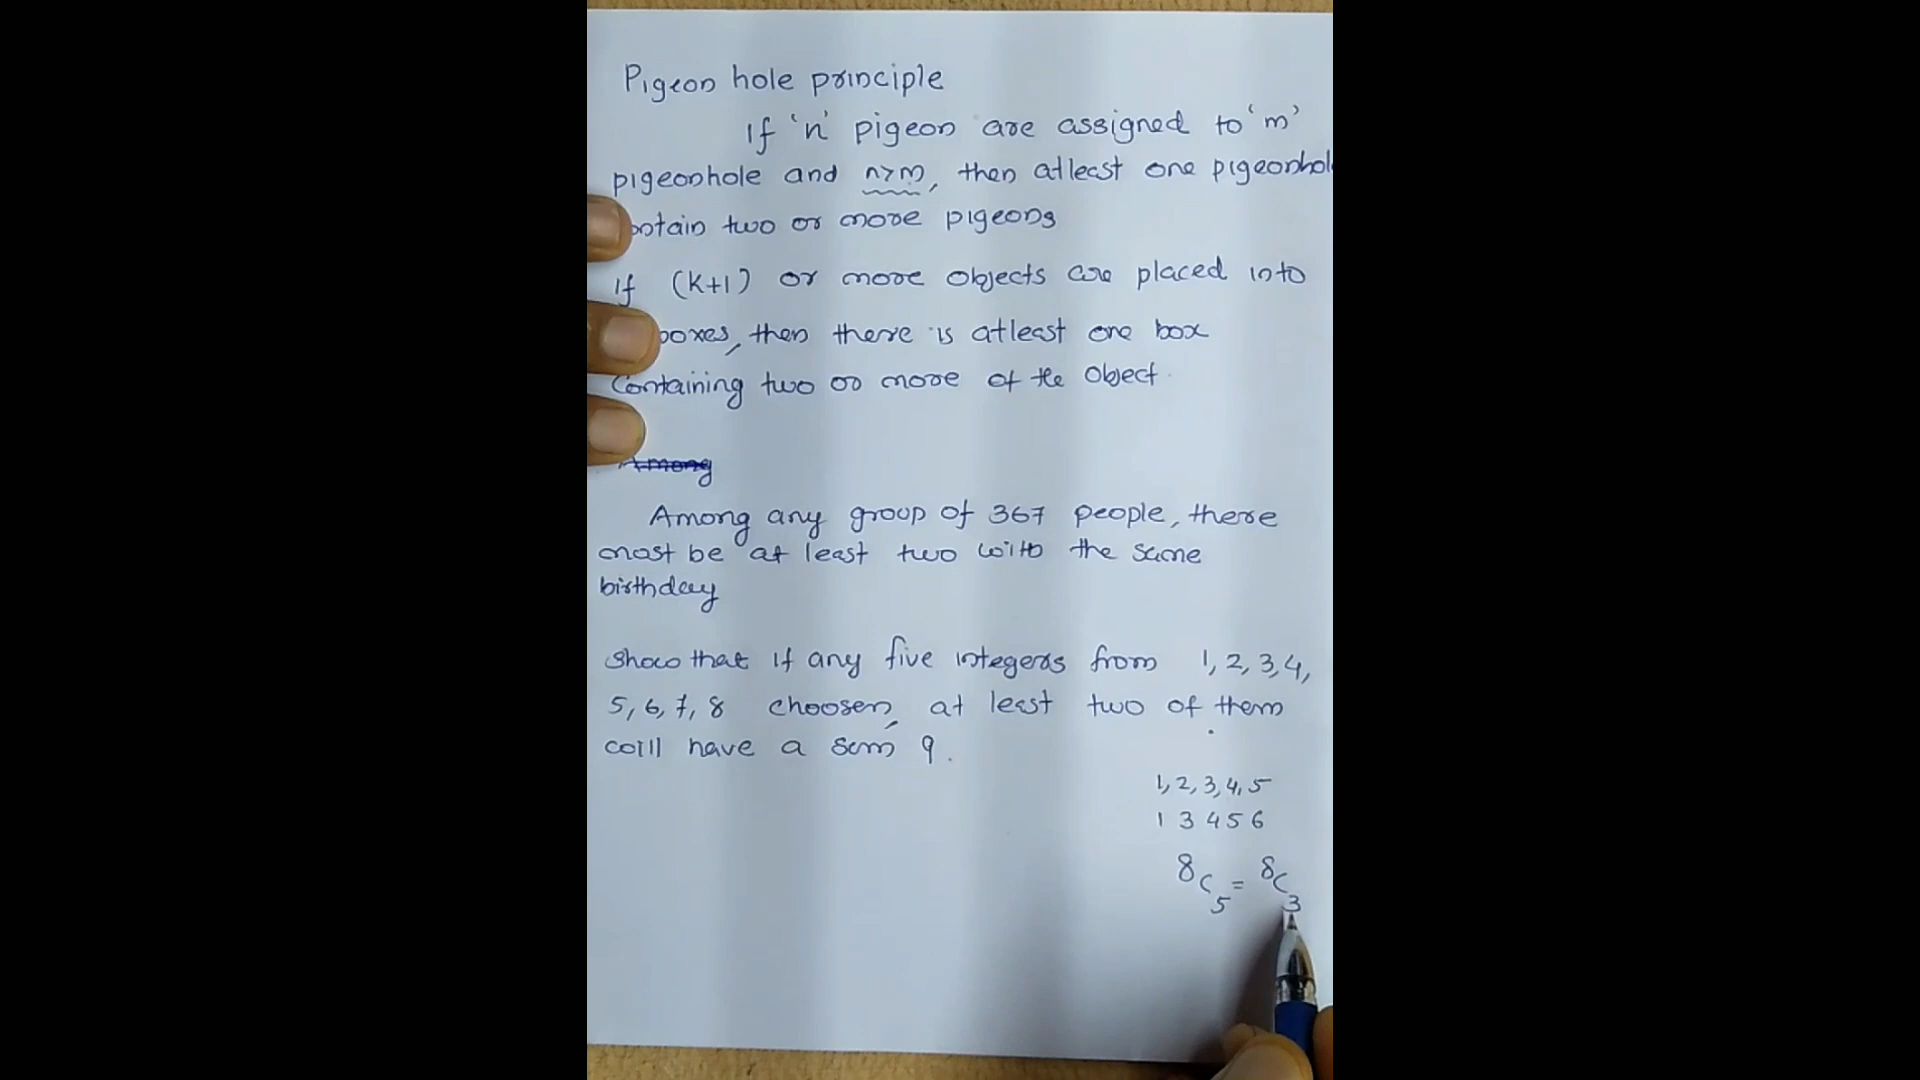 Pigeon hole principle
If 'n' pigeon are assigned to 'm'
pigeonhole and n>m, then atleast one pigeonhol
ontain two or more pigeons
If (K+1) or more objects are placed into
boxes, then there is atleast one box
Containing two or more of the Object.
Among
Among any group of 367 people, there
must be at least two with the same
birthday
Show that if any five integers from 1, 2, 3, 4,
5, 6, 7, 8 choosen, at least two of them
will have a sum 9.
1, 2, 3, 4, 5
1 3 4 5 6
8C5 = 8C3